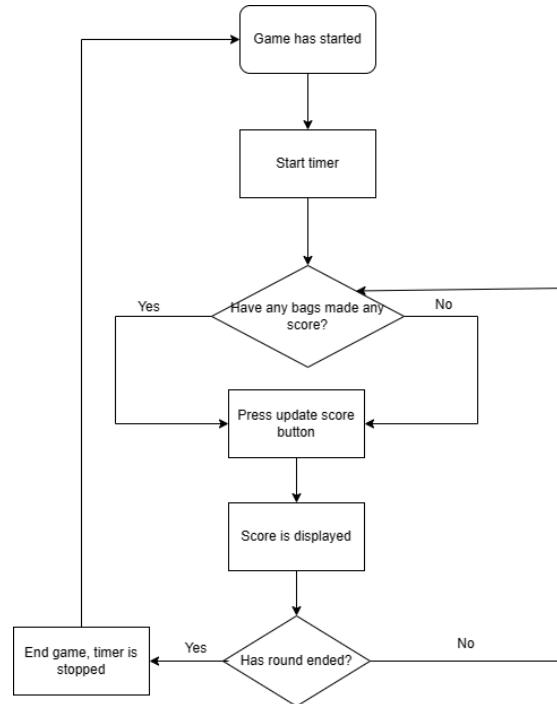 Game has started
Start timer
Have any bags made any
score?
Yes
No
Press update score
button
Score is displayed
Has round ended?
Yes
No
End game, timer is
stopped